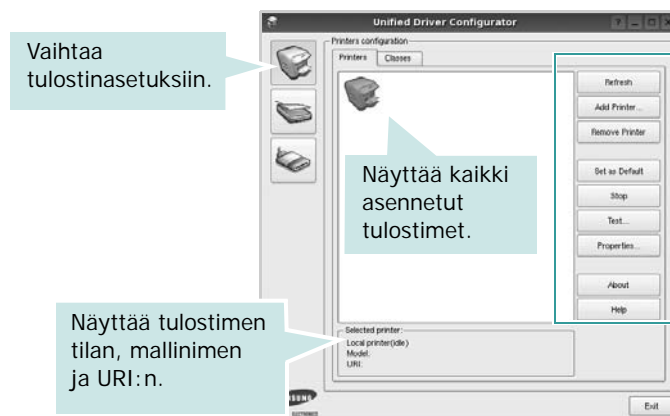 Unified Driver Configurator
Vaihtaa
tulostinasetuksiin.
Printers configuration
Printers
Classes
Refresh
Add Printer...
Remove Printer
Set as Default
Stop
Test...
Properties...
About
Help
Näyttää kaikki
asennetut
tulostimet.
Näyttää tulostimen
tilan, mallinimen
ja URI:n.
Selected printer:
Local printer(idle)
Model:
URI:
ELECTRONICS
Exit